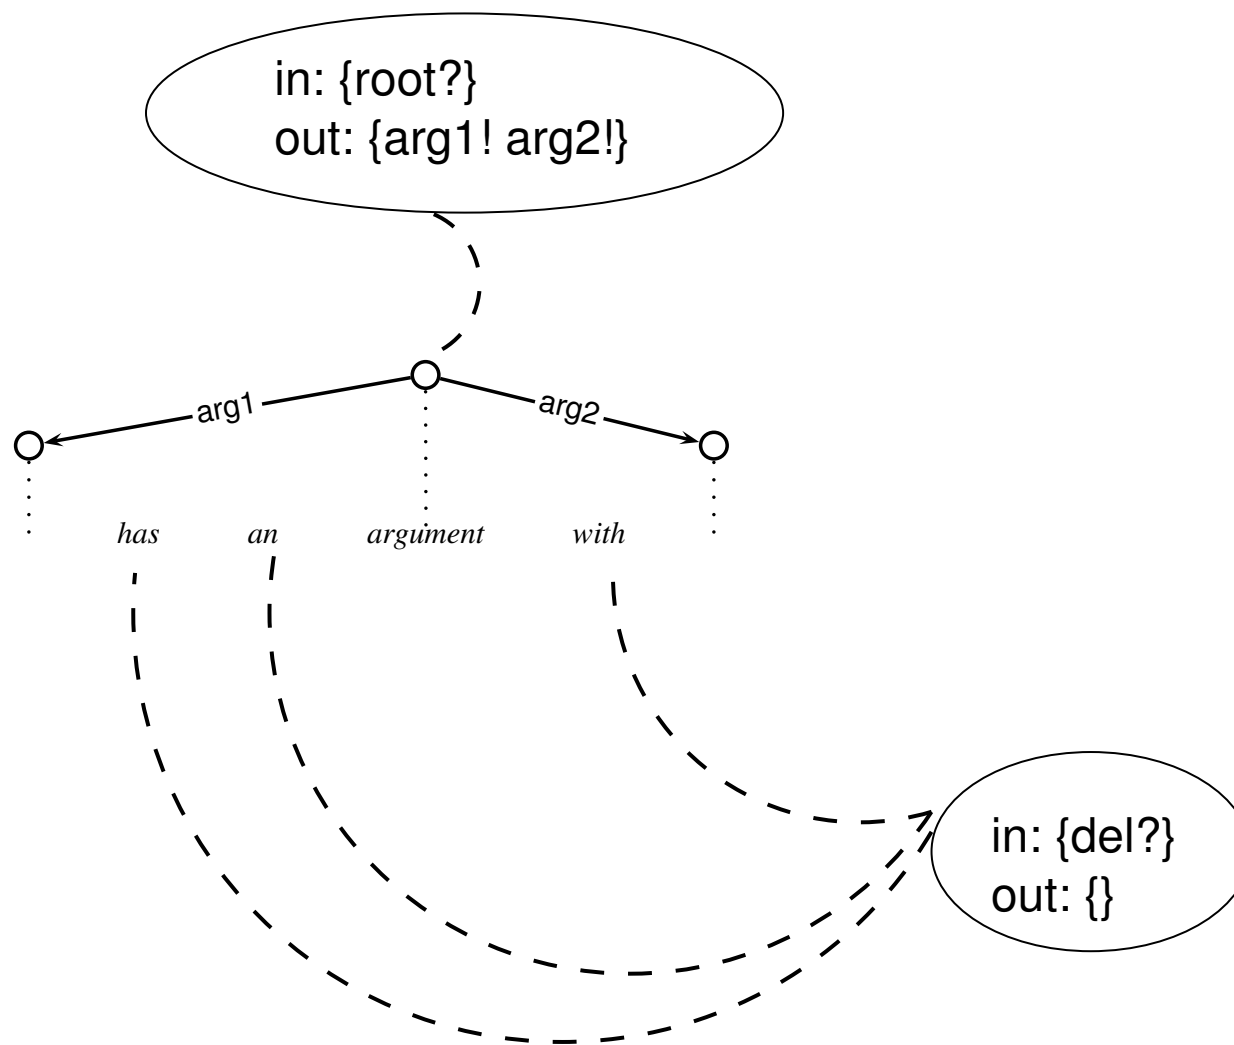 in: {root?}
out: {arg1! arg2!}
arg1 arg2
has an argument with
in: {del?}
out: {}